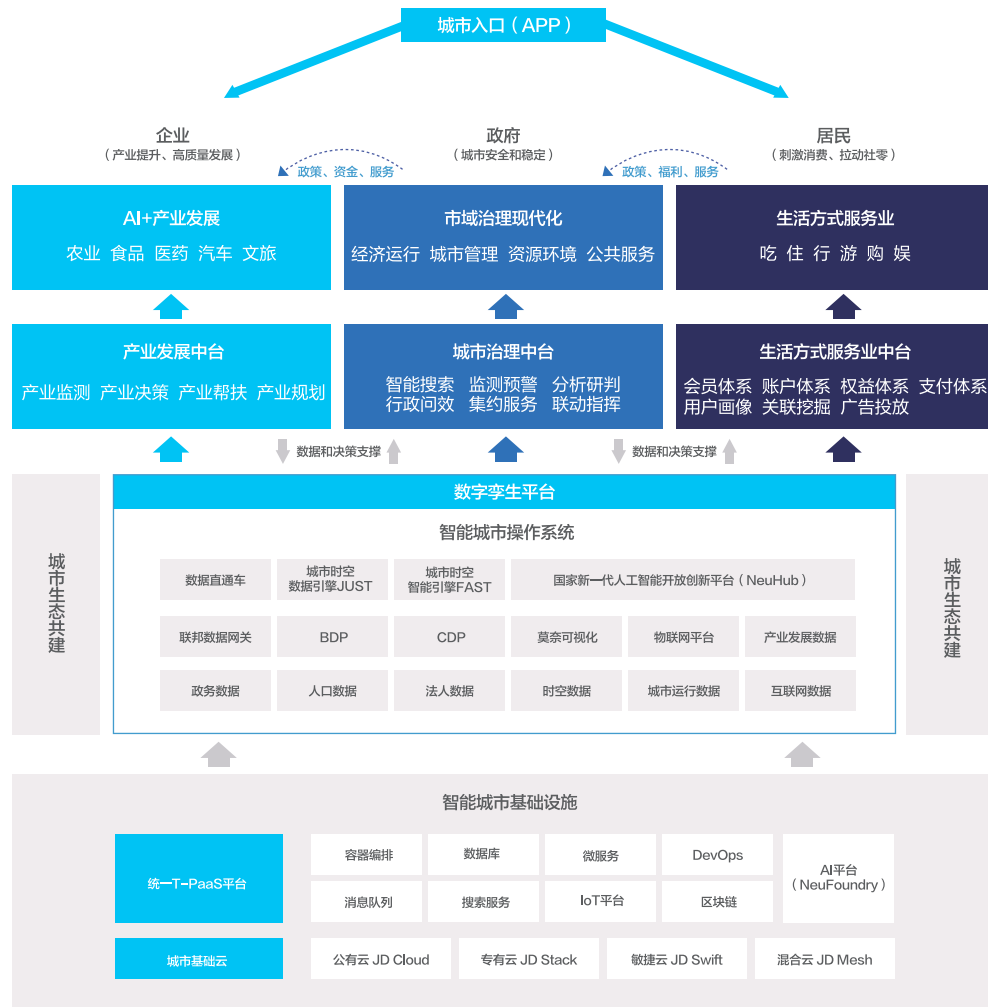 城市入口（APP）
企业
（产业提升、高质量发展）
政府
（城市安全和稳定）
居民
（刺激消费、拉动社零）
政策、资金、服务
政策、福利、服务
AI+产业发展
农业 食品 医药 汽车 文旅
市域治理现代化
经济运行 城市管理 资源环境 公共服务
生活方式服务业
吃 住 行 游 购 娱
产业发展中台
产业监测 产业决策 产业帮扶 产业规划
城市治理中台
智能搜索 监测预警 分析研判
行政问效 集约服务 联动指挥
生活方式服务业中台
会员体系 账户体系 权益体系 支付体系
用户画像 关联挖掘 广告投放
数据和决策支撑
数据和决策支撑
城市生态共建
数字孪生平台
智能城市操作系统
数据直通车
城市时空
数据引擎JUST
城市时空
智能引擎FAST
国家新一代人工智能开放创新平台（NeuHub）
联邦数据网关
BDP
CDP
莫奈可视化
物联网平台
产业发展数据
政务数据
人口数据
法人数据
时空数据
城市运行数据
互联网数据
城市生态共建
智能城市基础设施
统一T-PaaS平台
容器编排
数据库
微服务
DevOps
AI平台
（NeuFoundry）
消息队列
搜索服务
IoT平台
区块链
城市基础云
公有云 JD Cloud
专有云 JD Stack
敏捷云 JD Swift
混合云 JD Mesh